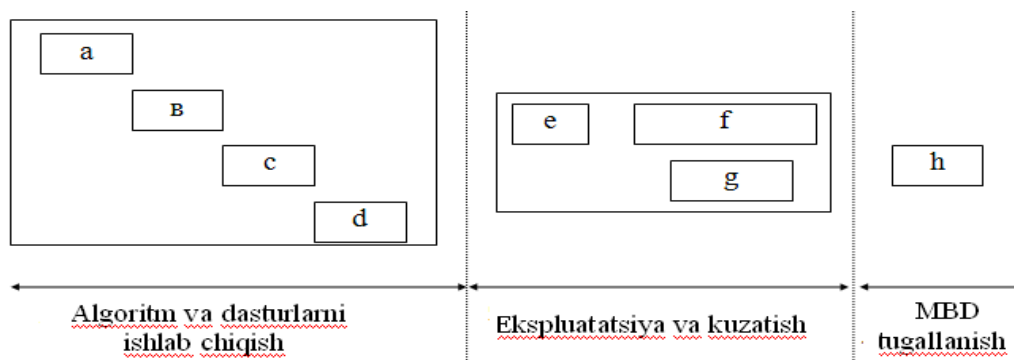 a
в
c
d
e
f
g
h
Algoritm va dasturlarni
ishlab chiqish
Ekspluatatsiya va kuzatish
MBD
tugallanish